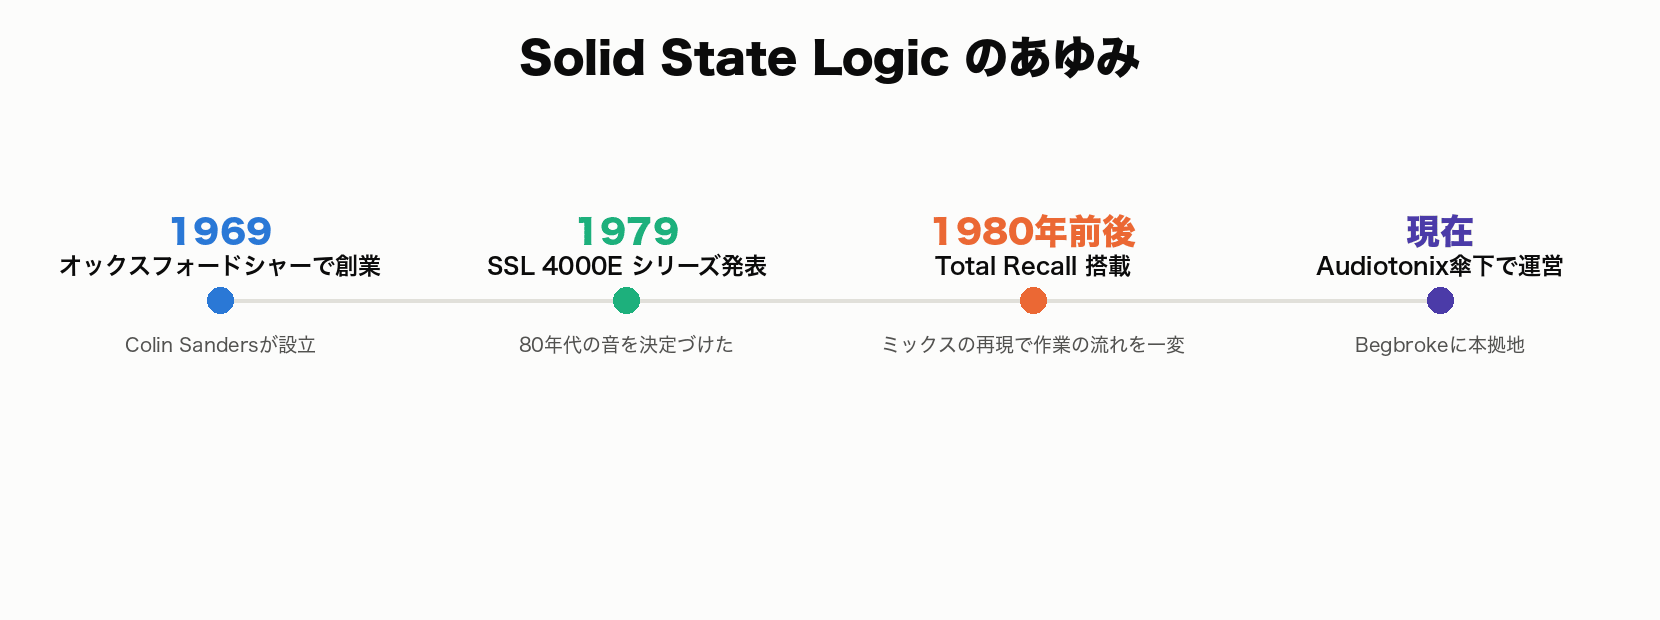 Solid State Logic のあゆみ
1969
オックスフォードシャーで創業
Colin Sandersが設立
1979
SSL 4000E シリーズ発表
80年代の音を決定づけた
1980年前後
Total Recall 搭載
ミックスの再現で作業の流れを一変
現在
Audiotonix傘下で運営
Begbrokeに本拠地